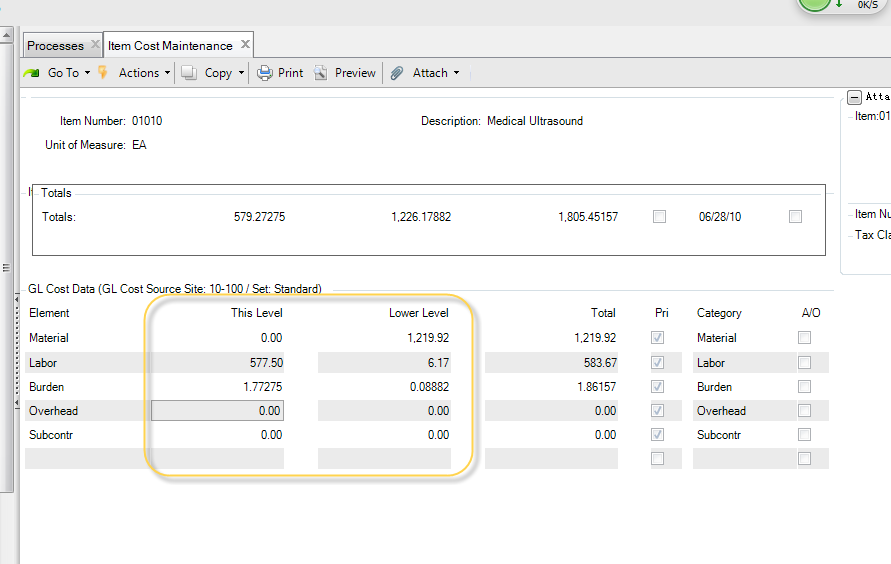 0K/S
Processes Item Cost Maintenance
Go To Actions Copy Print Preview Attach
Atta
Item Number: 01010 Description: Medical Ultrasound Item:01
Unit of Measure: EA
Totals
Totals: 579.27275 1,226.17882 1,805.45157 06/28/10
Item Nu
Tax Cla
GL Cost Data (GL Cost Source Site: 10-100 / Set: Standard)
Element This Level Lower Level Total Pri Category A/O
Material 0.00 1,219.92 1,219.92 Material
Labor 577.50 6.17 583.67 Labor
Burden 1.77275 0.08882 1.86157 Burden
Overhead 0.00 0.00 0.00 Overhead
Subcontr 0.00 0.00 0.00 Subcontr